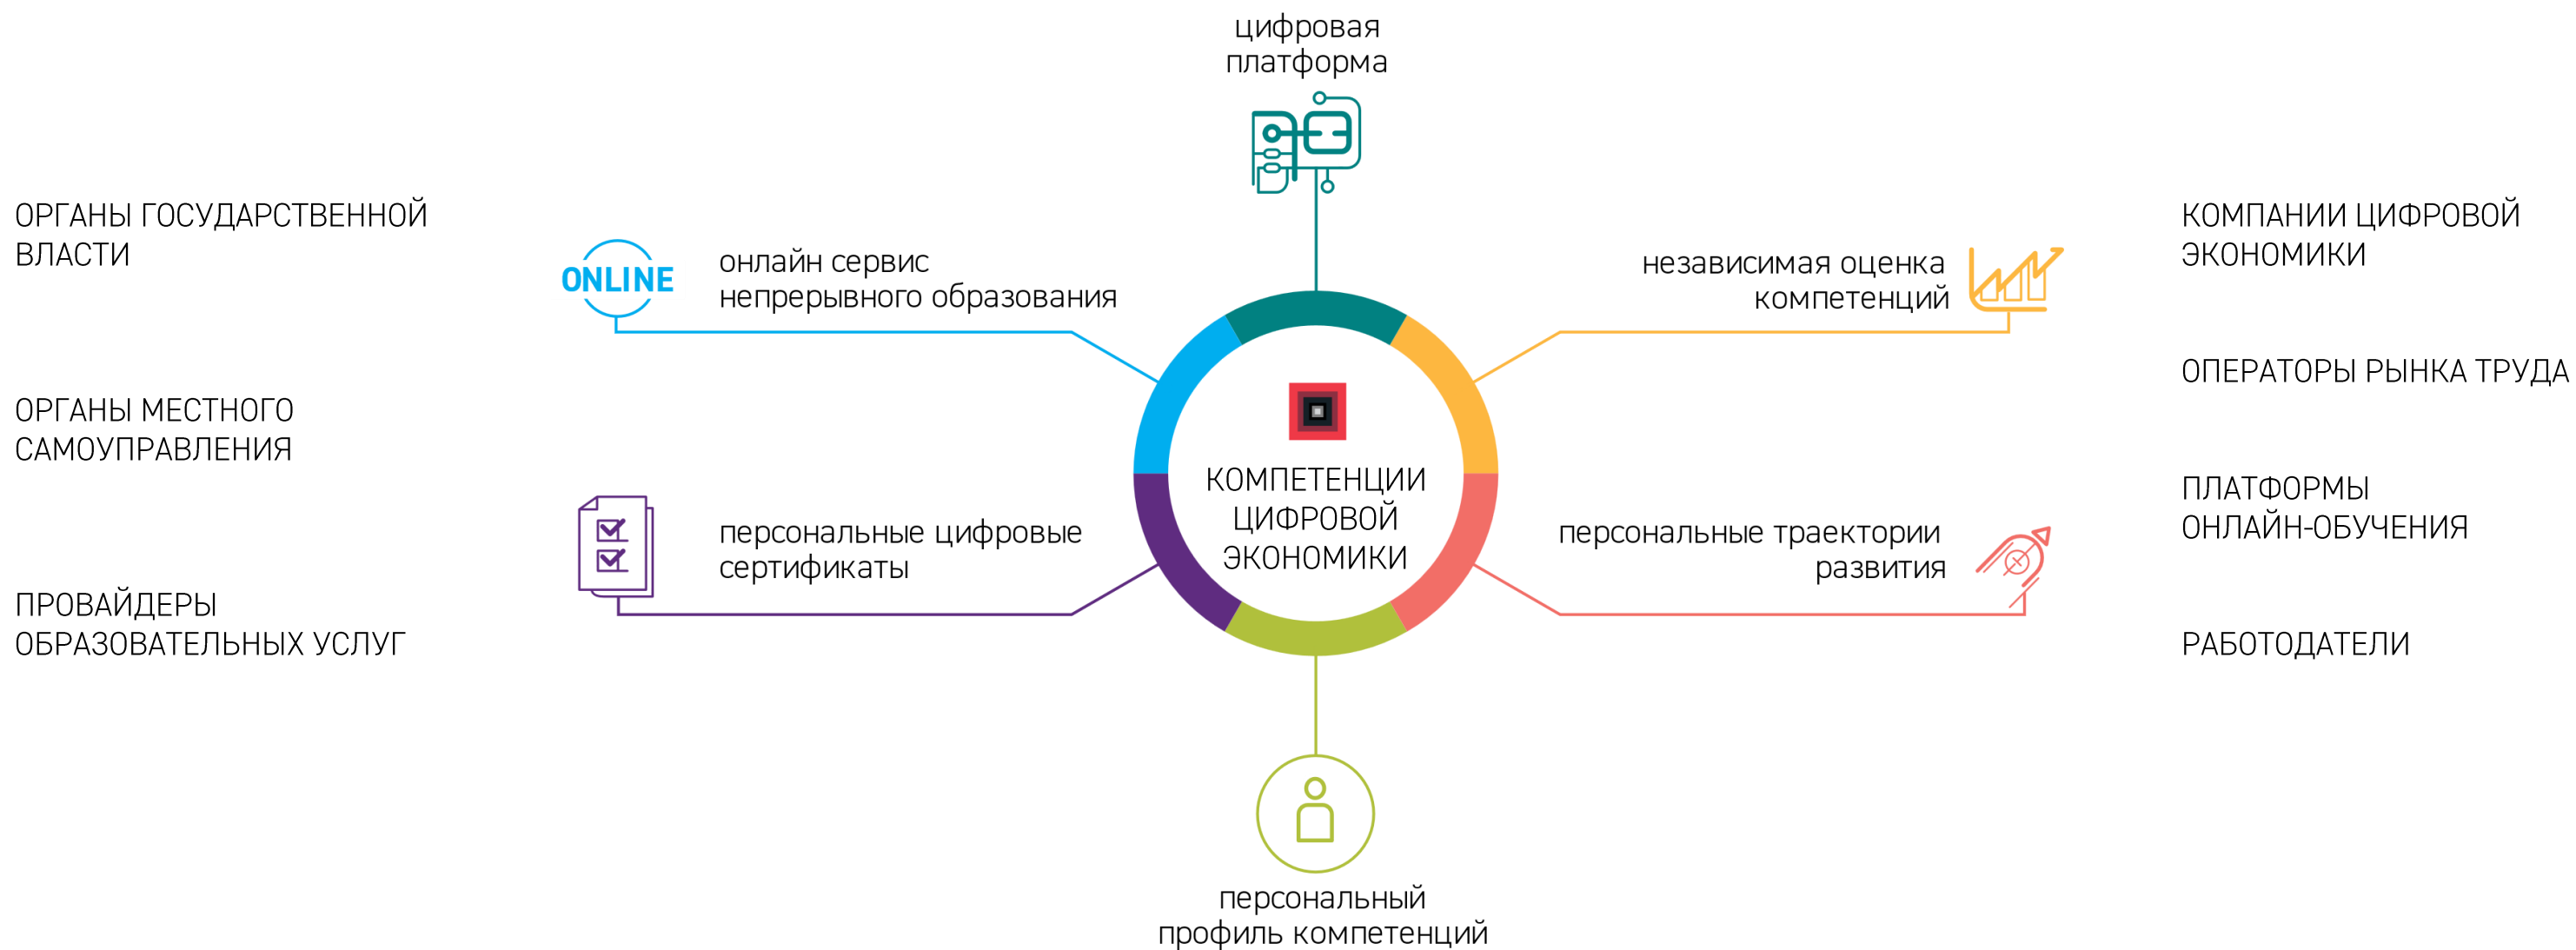 цифровая
платформа
ОРГАНЫ ГОСУДАРСТВЕННОЙ
ВЛАСТИ
ОРГАНЫ МЕСТНОГО
САМОУПРАВЛЕНИЯ
ПРОВАЙДЕРЫ
ОБРАЗОВАТЕЛЬНЫХ УСЛУГ
ONLINE
онлайн сервис
непрерывного образования
персональные цифровые
сертификаты
КОМПЕТЕНЦИИ
ЦИФРОВОЙ
ЭКОНОМИКИ
независимая оценка
компетенций
персональные траектории
развития
КОМПАНИИ ЦИФРОВОЙ
ЭКОНОМИКИ
ОПЕРАТОРЫ РЫНКА ТРУДА
ПЛАТФОРМЫ
ОНЛАЙН-ОБУЧЕНИЯ
РАБОТОДАТЕЛИ
персональный
профиль компетенций